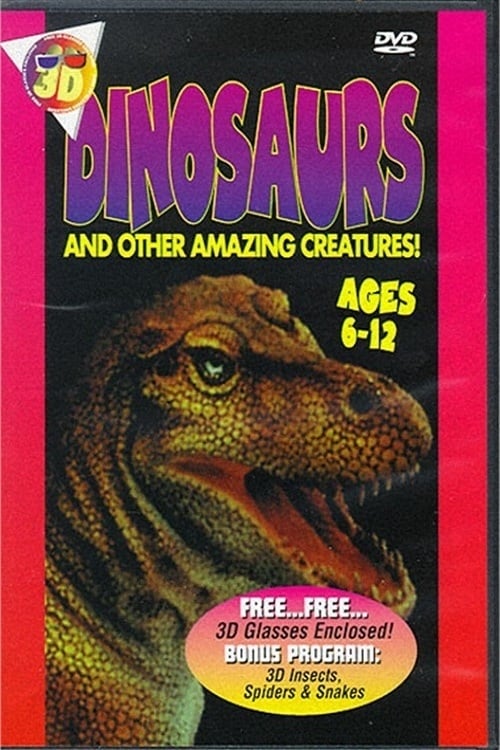 3D
DVD
DINOSAURS
AND OTHER AMAZING CREATURES!
AGES
6-12
FREE...FREE...
3D Glasses Enclosed!
BONUS PROGRAM:
3D Insects,
Spiders & Snakes